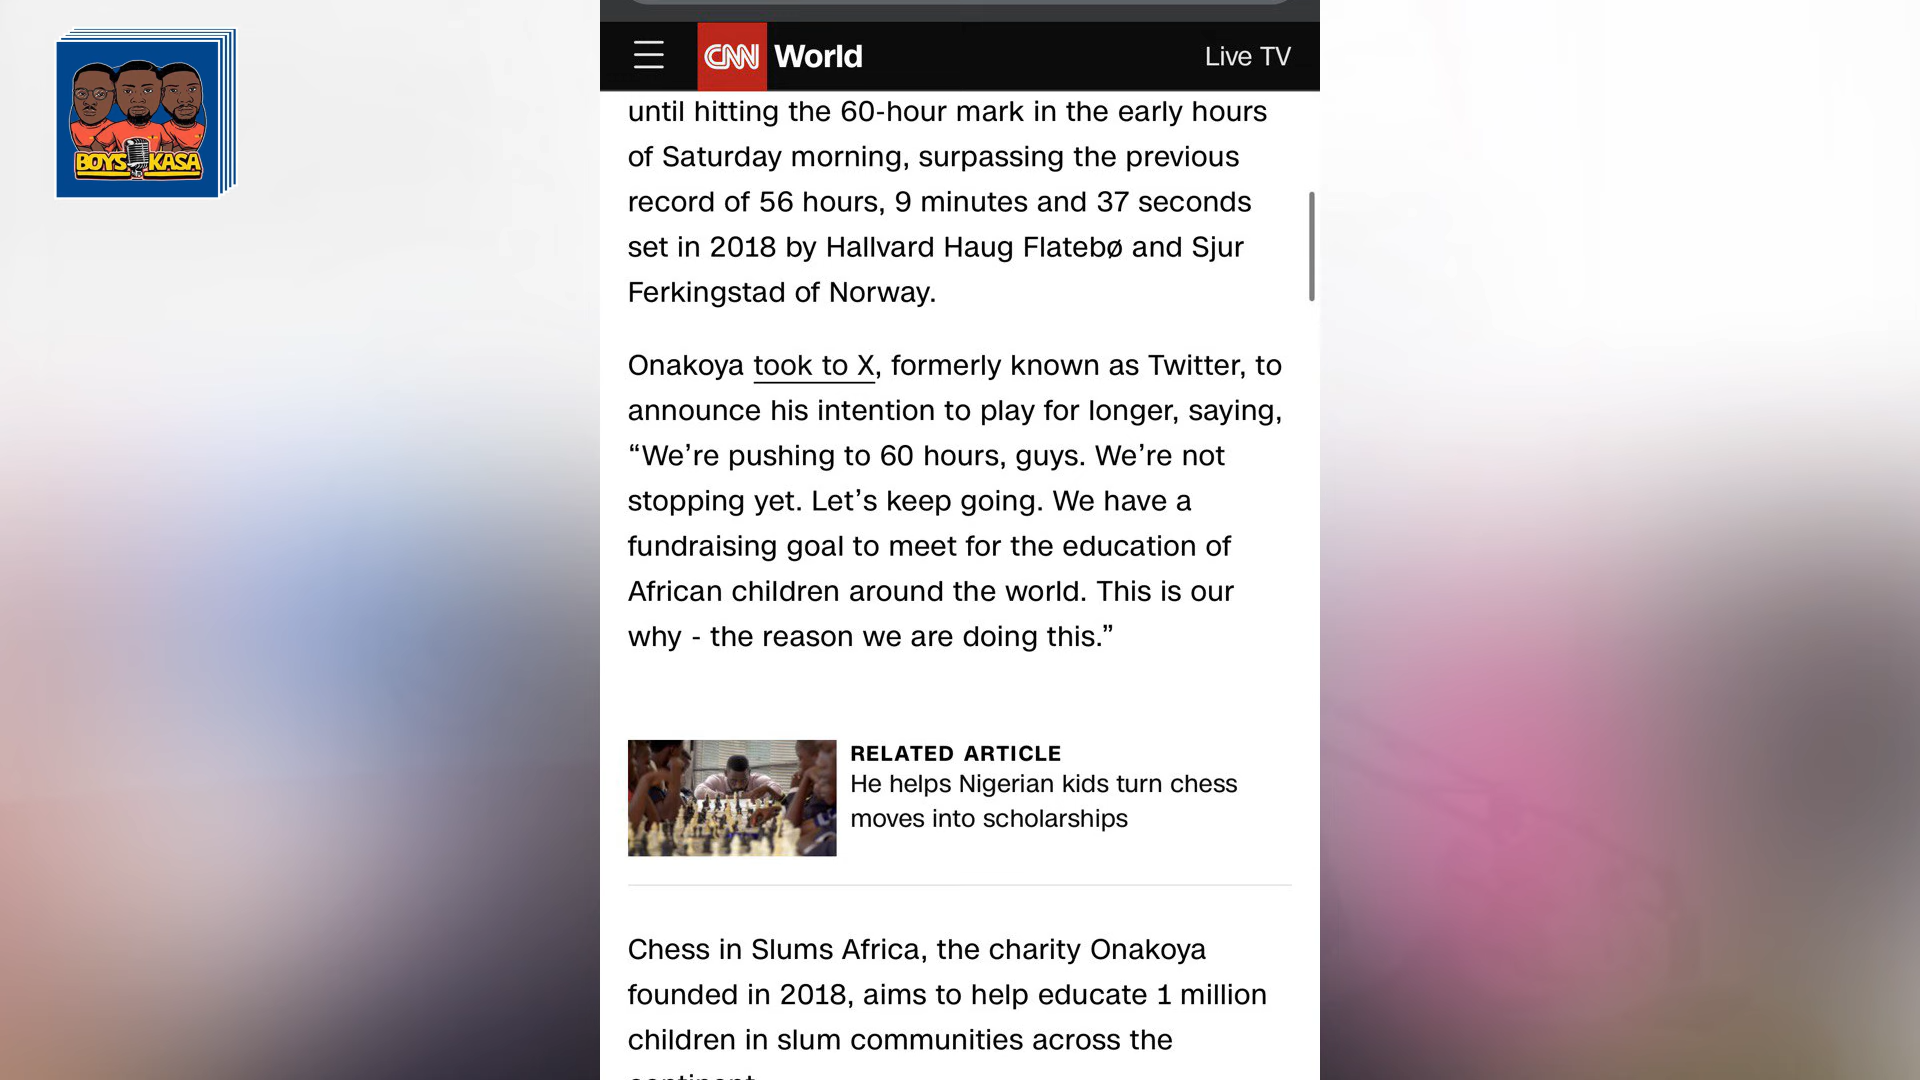 BOYS KASA
CNN World
Live TV
until hitting the 60-hour mark in the early hours
of Saturday morning, surpassing the previous
record of 56 hours, 9 minutes and 37 seconds
set in 2018 by Hallvard Haug Flatebø and Sjur
Ferkingstad of Norway.
Onakoya took to X, formerly known as Twitter, to
announce his intention to play for longer, saying,
“We’re pushing to 60 hours, guys. We’re not
stopping yet. Let’s keep going. We have a
fundraising goal to meet for the education of
African children around the world. This is our
why - the reason we are doing this.”
RELATED ARTICLE
He helps Nigerian kids turn chess
moves into scholarships
Chess in Slums Africa, the charity Onakoya
founded in 2018, aims to help educate 1 million
children in slum communities across the